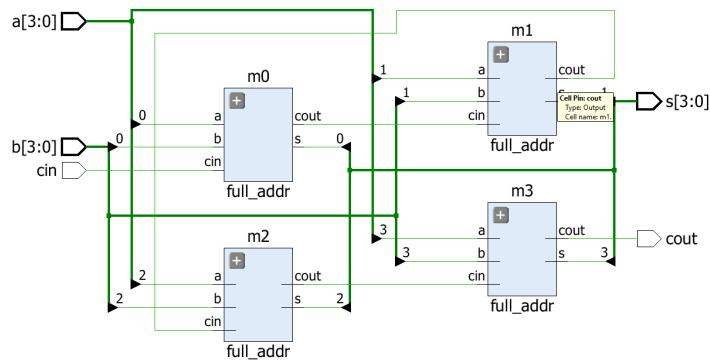 a[3:0]
b[3:0]
cin
m0
0
a
cout
0
b
s
0
cin
full_addr
m1
1
a
cout
1
b
s
1
cin
full_addr
Cell Pin: cout
Type: Output
Cell name: m1.
s[3:0]
m2
2
a
cout
2
b
s
2
cin
full_addr
m3
3
a
cout
3
b
s
3
cin
full_addr
cout